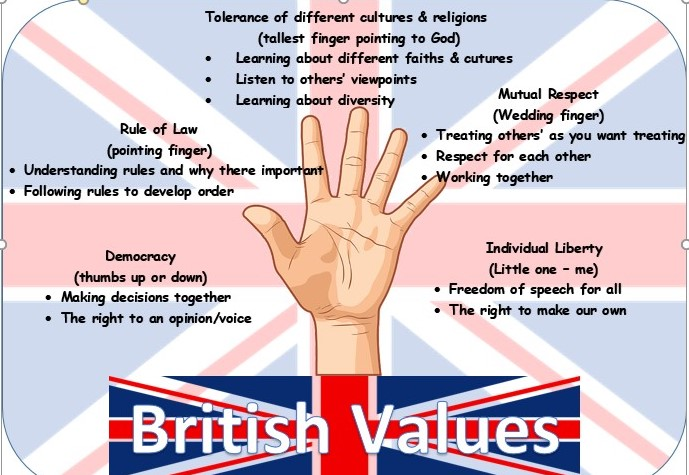 Tolerance of different cultures & religions
(tallest finger pointing to God)
• Learning about different faiths & cutures
• Listen to others' viewpoints
• Learning about diversity
Mutual Respect
(Wedding finger)
• Treating others' as you want treating
• Respect for each other
• Working together
Rule of Law
(pointing finger)
• Understanding rules and why there important
• Following rules to develop order
Democracy
(thumbs up or down)
• Making decisions together
• The right to an opinion/voice
Individual Liberty
(Little one – me)
• Freedom of speech for all
• The right to make our own
British Values